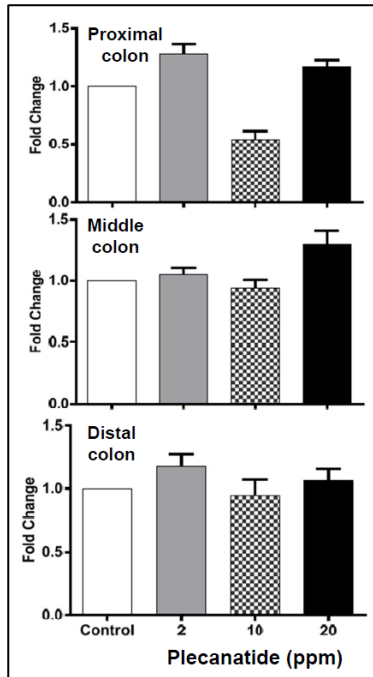 Proximal
colon
Fold Change
1.5
1.0
0.5
0.0
Middle
colon
Fold Change
1.5
1.0
0.5
0.0
Distal
colon
Fold Change
1.5
1.0
0.5
0.0
Control 2 10 20
Plecanatide (ppm)